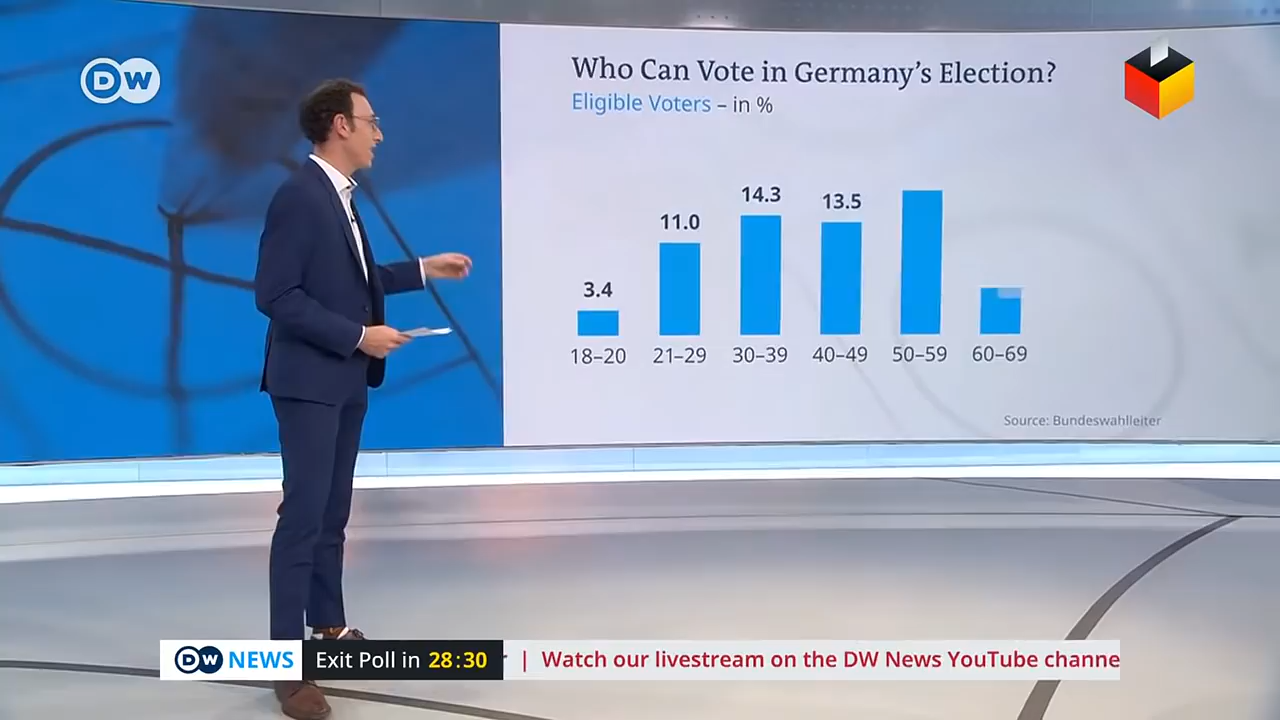 DW
Who Can Vote in Germany's Election?
Eligible Voters – in %
3.4
11.0
14.3
13.5
18–20
21–29
30–39
40–49
50–59
60–69
Source: Bundeswahlleiter
DW NEWS
Exit Poll in 28:30
| Watch our livestream on the DW News YouTube channe